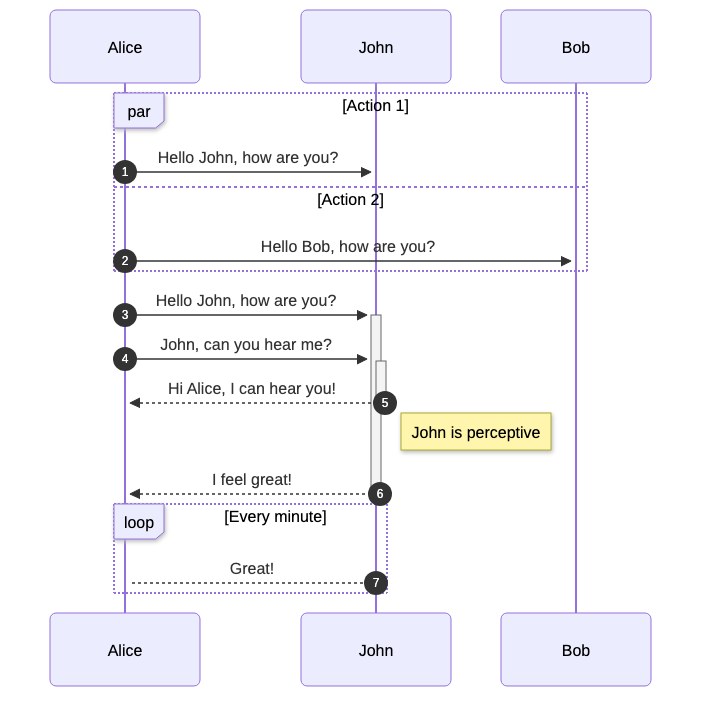 Alice
John
Bob
par
[Action 1]
Hello John, how are you?
1
[Action 2]
Hello Bob, how are you?
2
Hello John, how are you?
3
John, can you hear me?
4
Hi Alice, I can hear you!
5
John is perceptive
I feel great!
6
loop
[Every minute]
Great!
7
Alice
John
Bob